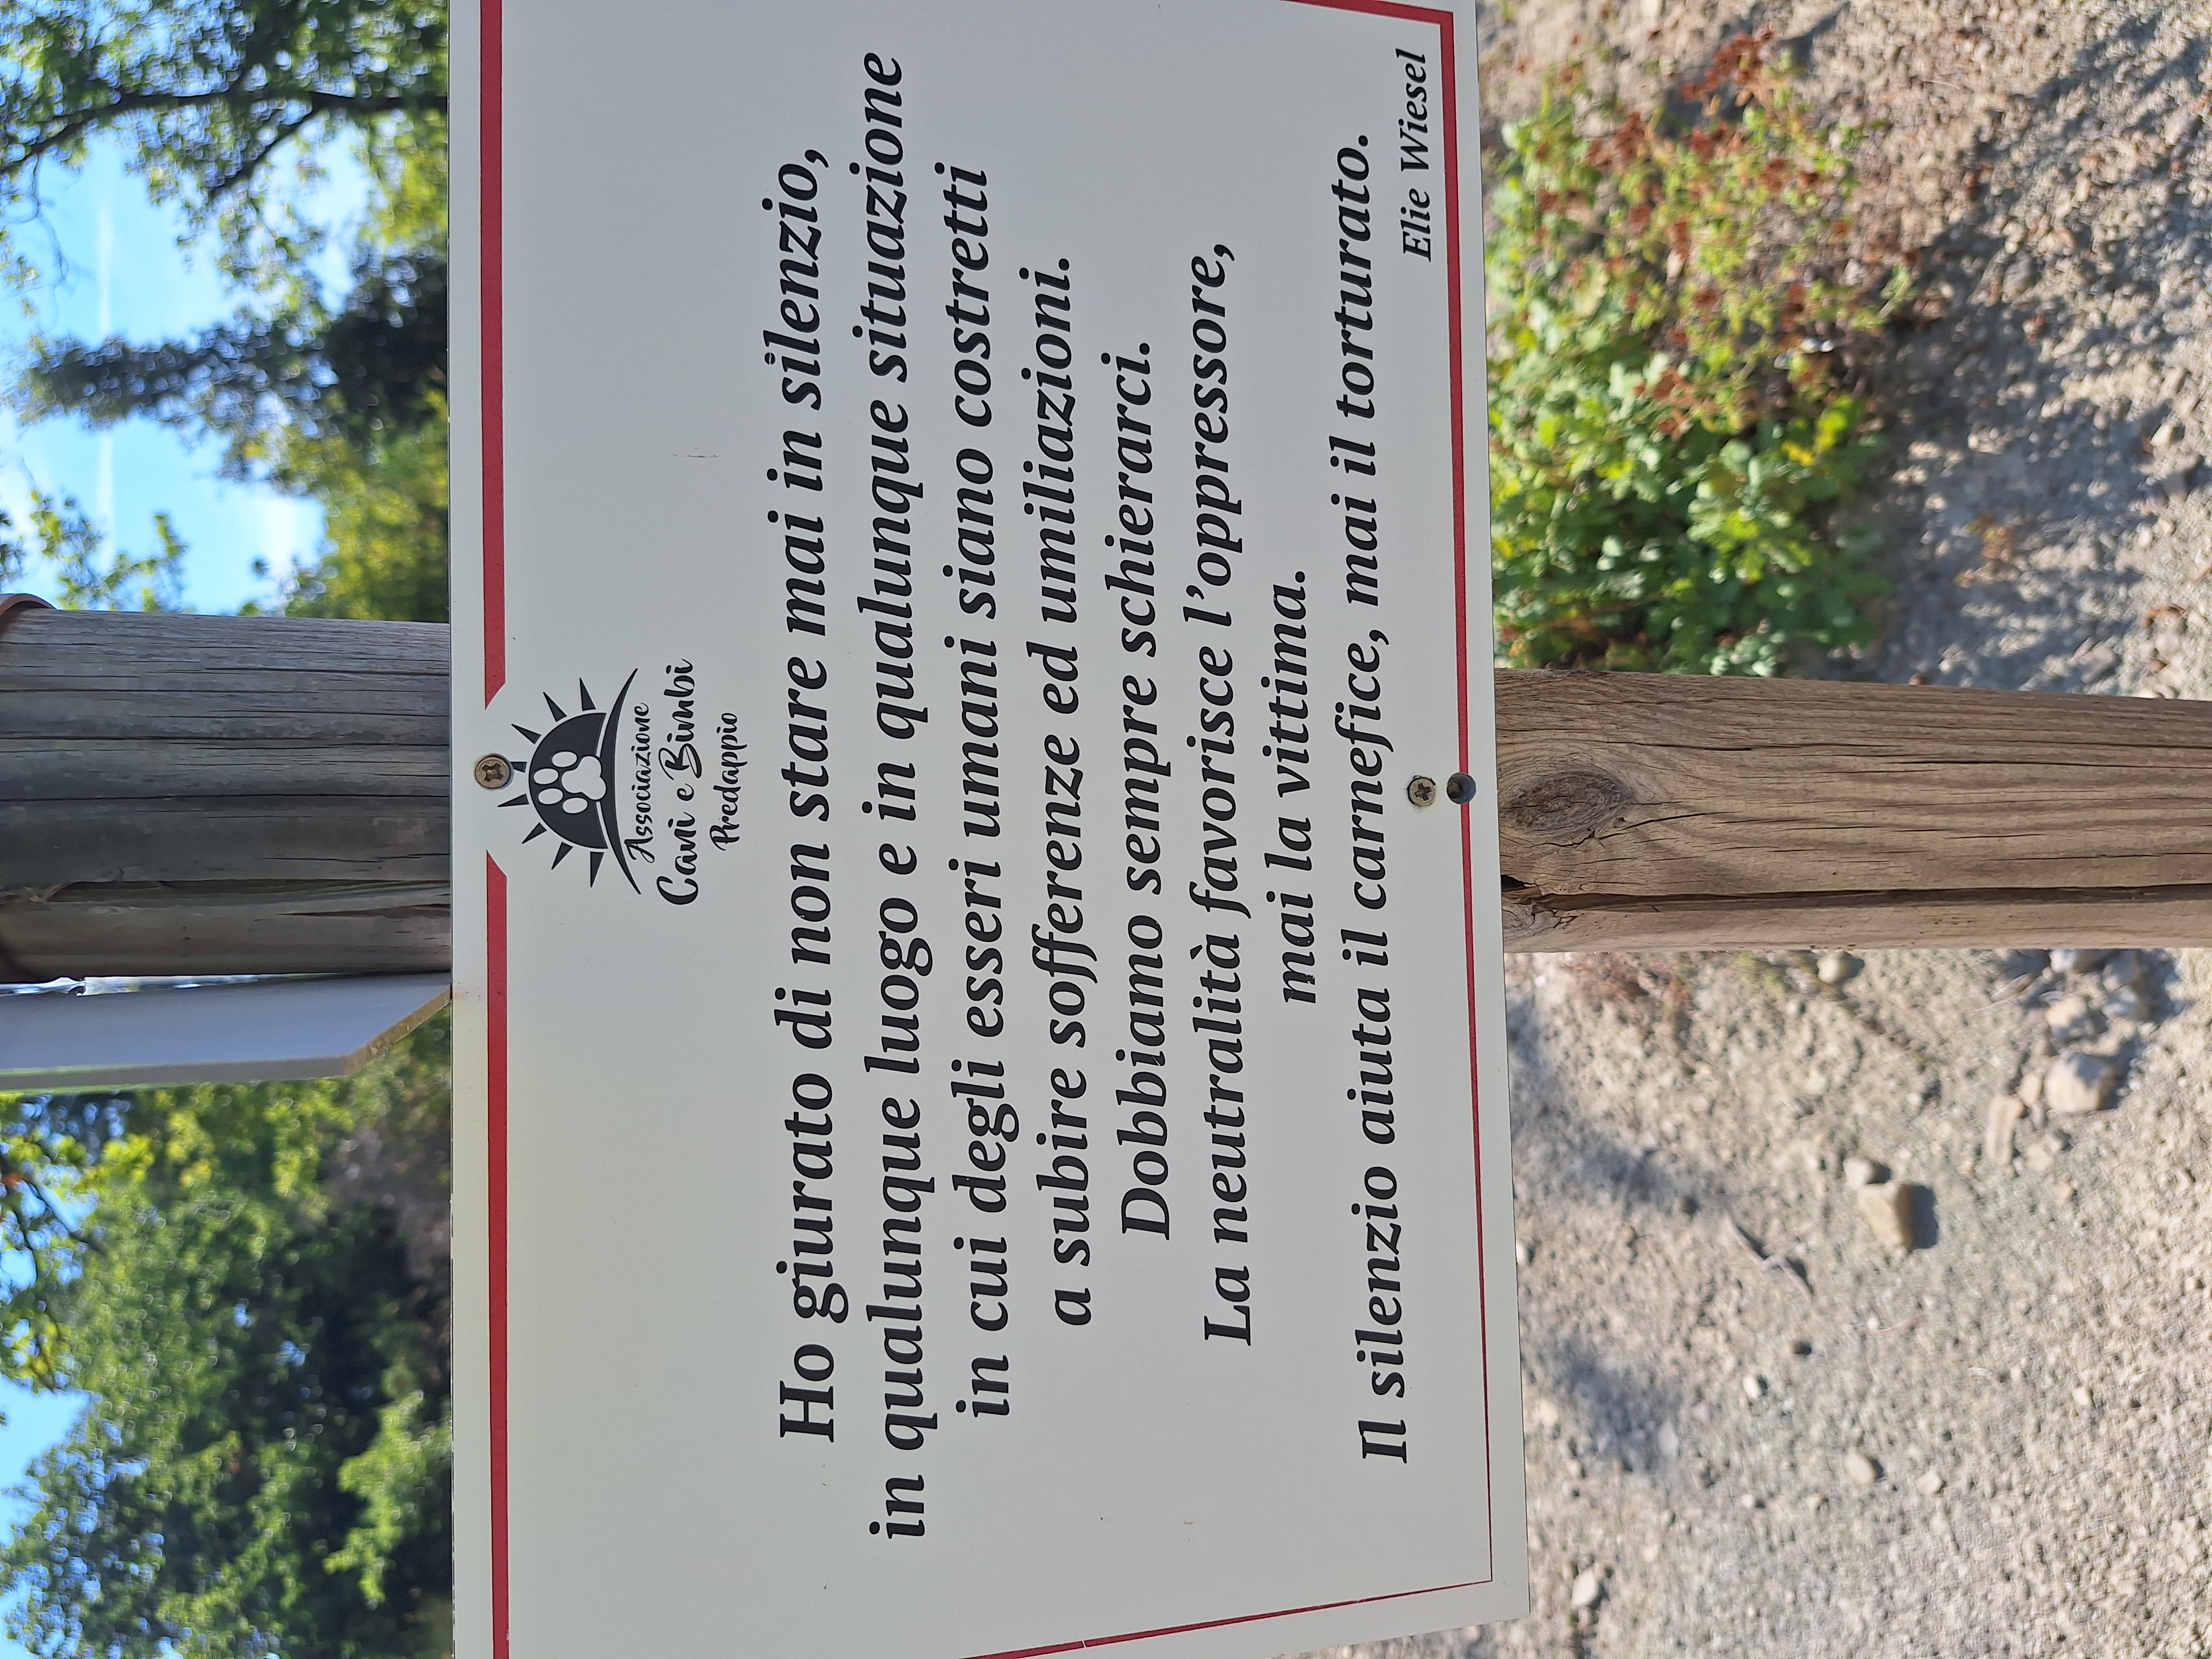 Associazione
Cani e Bimbi
Predappio
Ho giurato di non stare mai in silenzio,
in qualunque luogo e in qualunque situazione
in cui degli esseri umani siano costretti
a subire sofferenze ed umiliazioni.
Dobbiamo sempre schierarci.
La neutralità favorisce l'oppressore,
mai la vittima.
Il silenzio aiuta il carnefice, mai il torturato.
Elie Wiesel